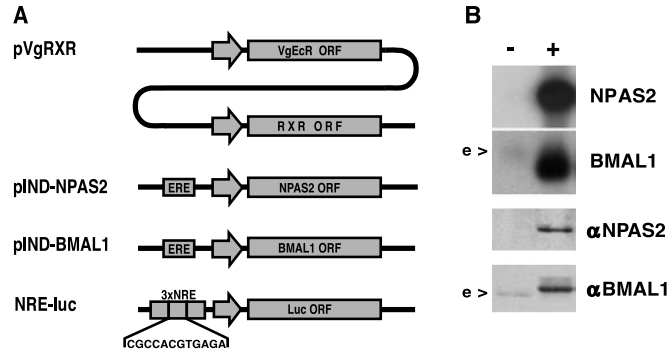 A
pVgRXR
VgEcR ORF
RXR ORF
pIND-NPAS2
ERE
NPAS2 ORF
pIND-BMAL1
ERE
BMAL1 ORF
NRE-luc
3xNRE
Luc ORF
CGCCACGTGAGA
B
- +
NPAS2
e >
BMAL1
αNPAS2
e >
αBMAL1